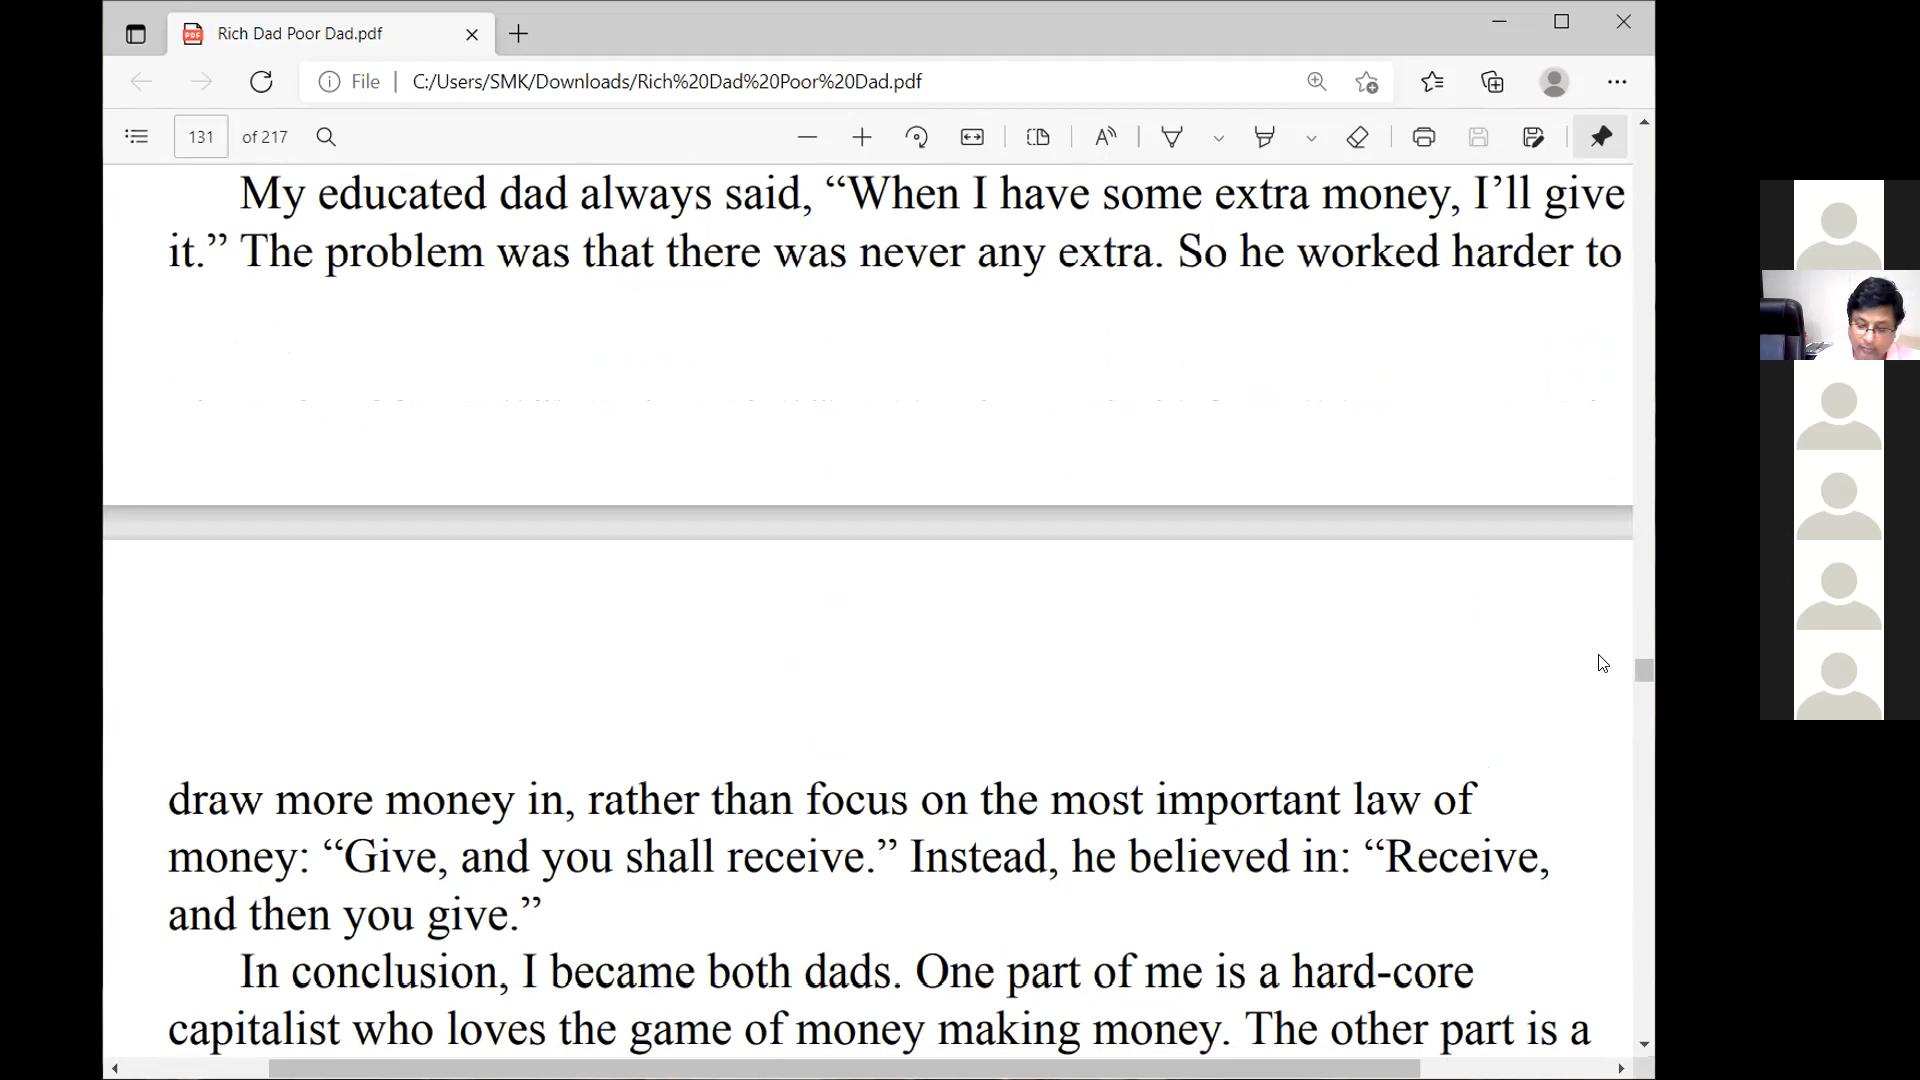 Rich Dad Poor Dad.pdf
File
C:/Users/SMK/Downloads/Rich%20Dad%20Poor%20Dad.pdf
131 of 217
My educated dad always said, “When I have some extra money, I’ll give
it.” The problem was that there was never any extra. So he worked harder to
draw more money in, rather than focus on the most important law of
money: “Give, and you shall receive.” Instead, he believed in: “Receive,
and then you give.”
In conclusion, I became both dads. One part of me is a hard-core
capitalist who loves the game of money making money. The other part is a